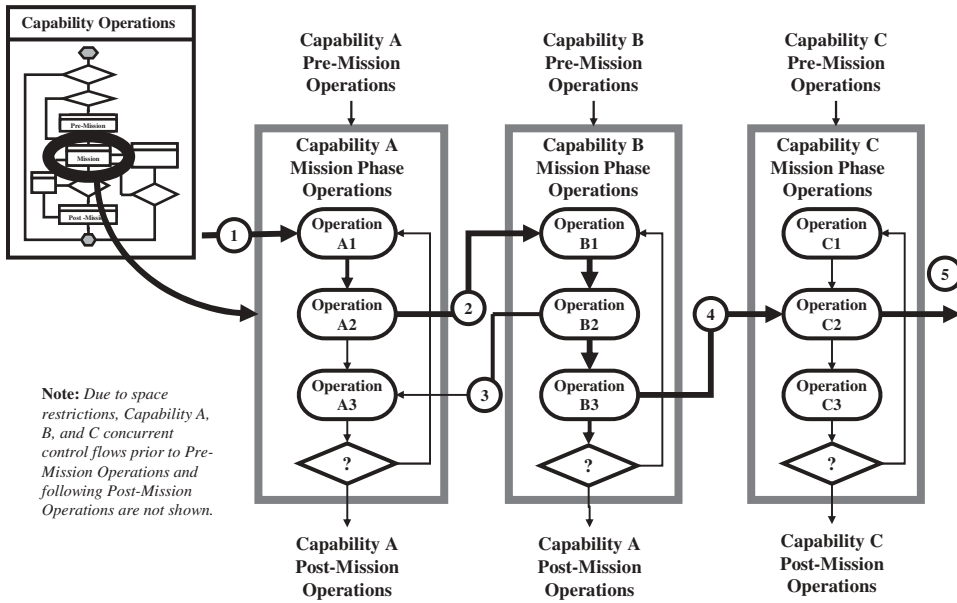 Capability Operations
Pre-Mission
Mission
Post -Mission
Capability A
Pre-Mission
Operations
Capability B
Pre-Mission
Operations
Capability C
Pre-Mission
Operations
Capability A
Mission Phase
Operations
Capability B
Mission Phase
Operations
Capability C
Mission Phase
Operations
1
Operation
A1
Operation
A2
Operation
A3
?
2
3
Operation
B1
Operation
B2
Operation
B3
?
4
Operation
C1
Operation
C2
Operation
C3
?
5
Note: Due to space
restrictions, Capability A,
B, and C concurrent
control flows prior to Pre-
Mission Operations and
following Post-Mission
Operations are not shown.
Capability A
Post-Mission
Operations
Capability A
Post-Mission
Operations
Capability C
Post-Mission
Operations